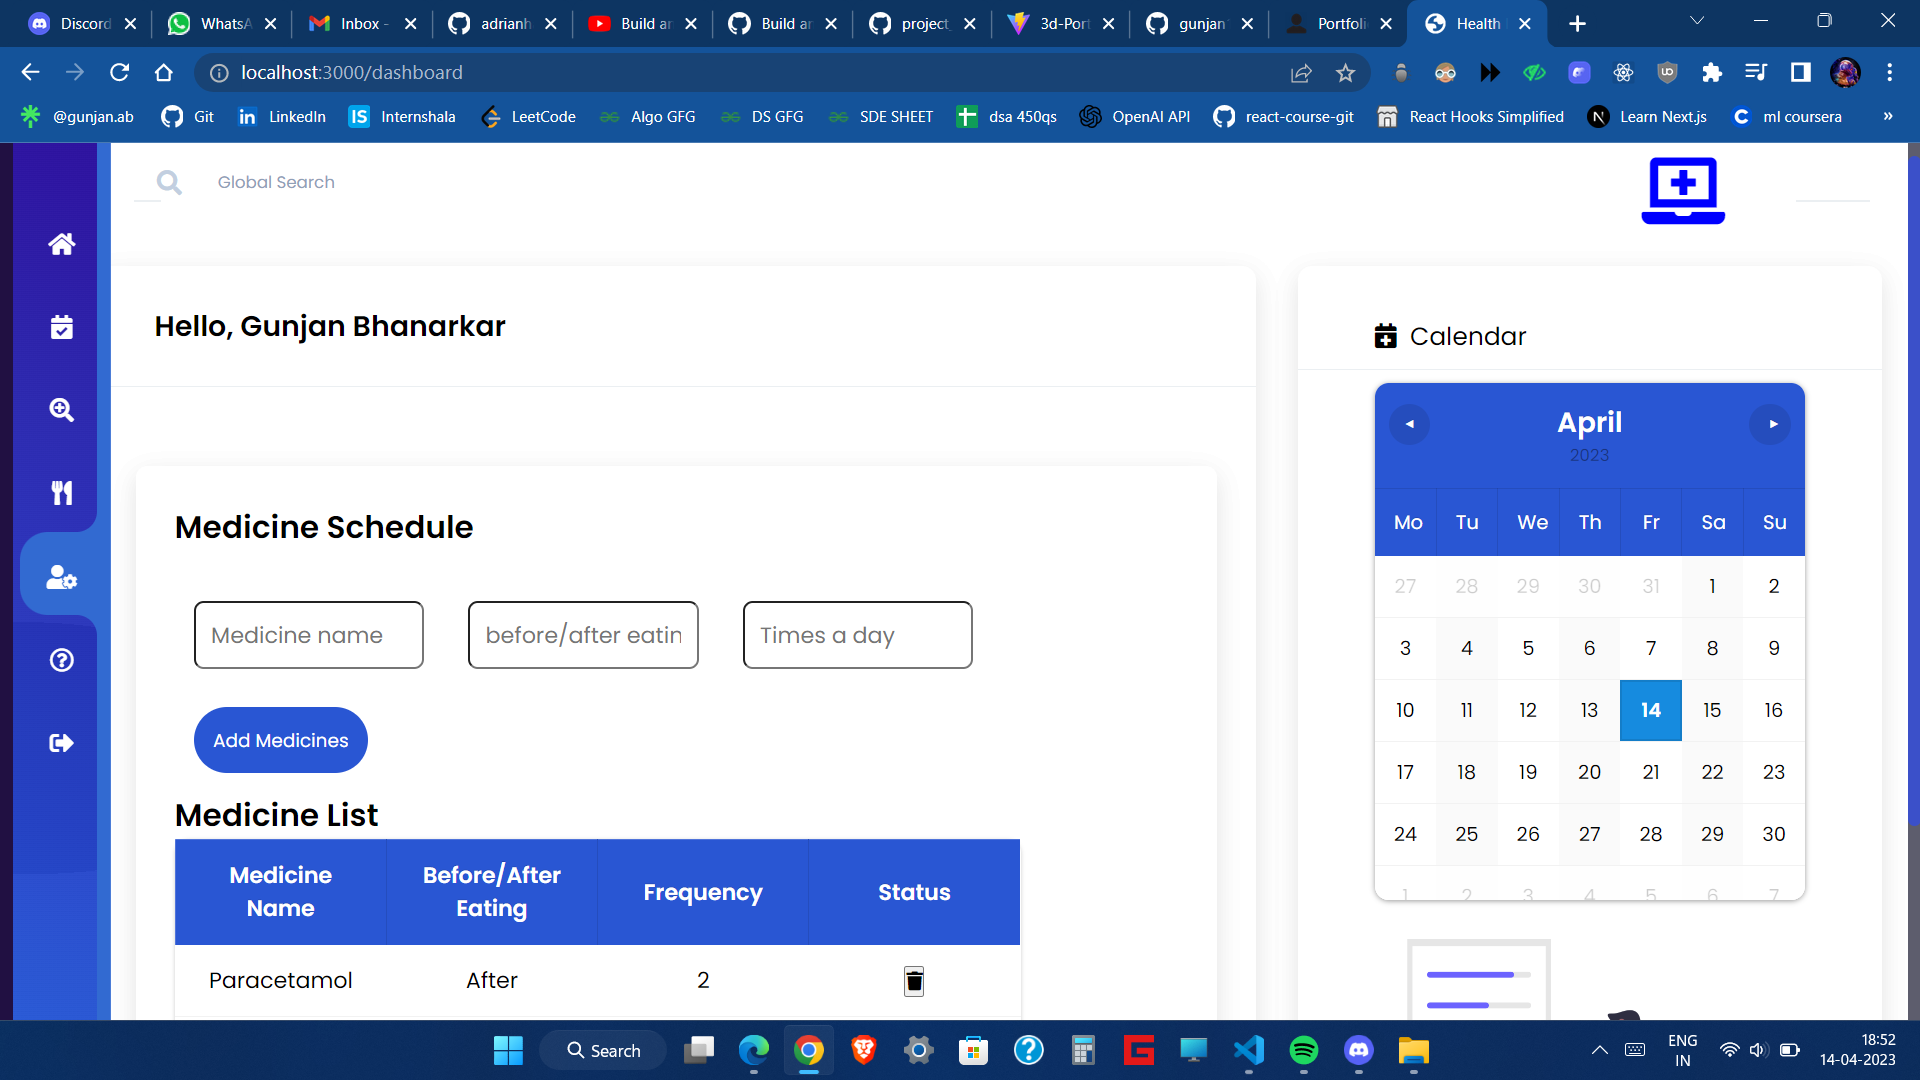 Discord
WhatsA
Inbox -
adrianh
Build an
Build ar
project_
3d-Port
gunjan
Portfoli
Health
localhost:3000/dashboard
@gunjan.ab
Git
LinkedIn
Internshala
LeetCode
Algo GFG
DS GFG
SDE SHEET
dsa 450qs
OpenAI API
react-course-git
React Hooks Simplified
Learn Next.js
ml coursera
»
Global Search
Hello, Gunjan Bhanarkar
Medicine Schedule
Medicine name
before/after eatin
Times a day
Add Medicines
Medicine List
Medicine Name
Before/After Eating
Frequency
Status
Paracetamol After 2
Calendar
April
2023
Mo Tu We Th Fr Sa Su
27 28 29 30 31 1 2
3 4 5 6 7 8 9
10 11 12 13 14 15 16
17 18 19 20 21 22 23
24 25 26 27 28 29 30
1 2 3 4 5 6 7
Search
ENG
IN
18:52
14-04-2023